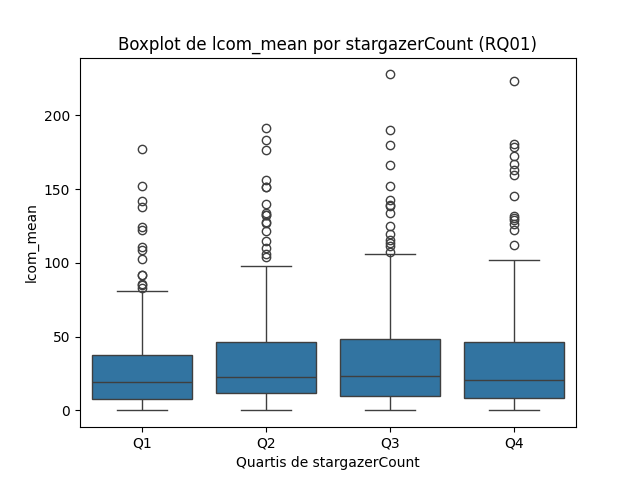 Boxplot de lcom_mean por stargazerCount (RQ01)
lcom_mean
200
150
100
50
0
Q1 Q2 Q3 Q4
Quartis de stargazerCount